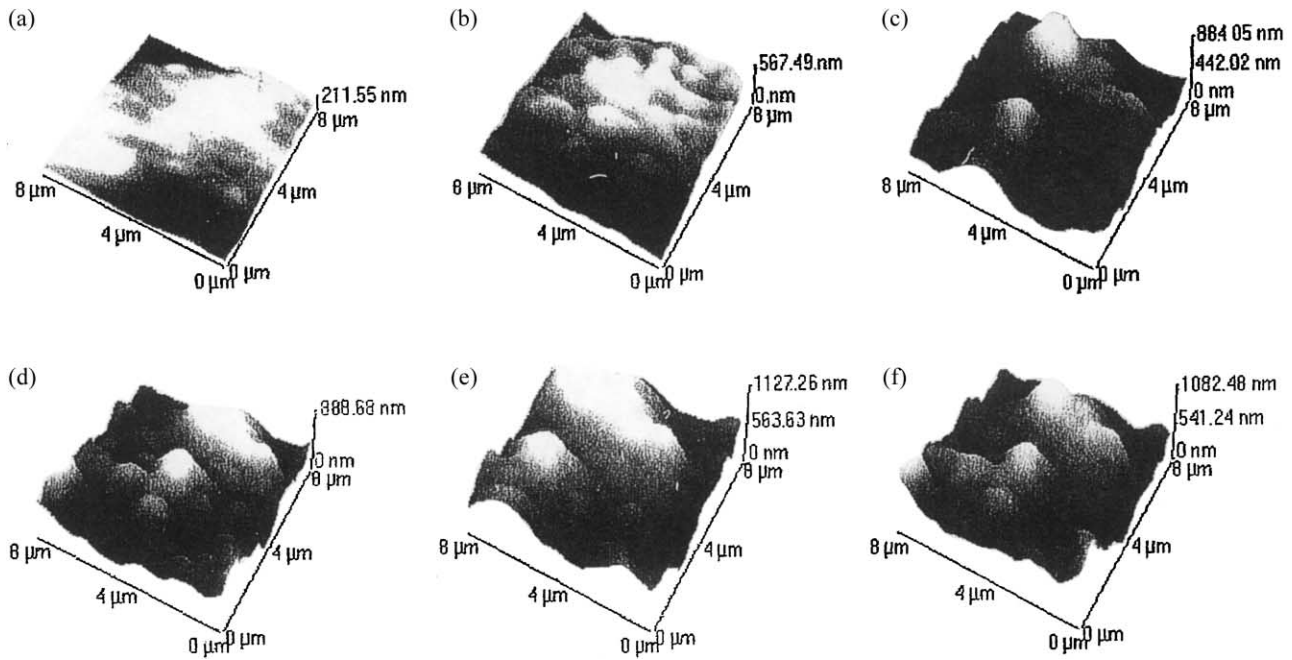 (a)
211.55 nm
8 µm
8 µm
4 µm
4 µm
0 µm
0 µm
(b)
567.49 nm
0 nm
8 µm
8 µm
4 µm
4 µm
0 µm
0 µm
(c)
884.05 nm
442.02 nm
0 nm
8 µm
8 µm
4 µm
4 µm
0 µm
0 µm
(d)
988.68 nm
0 nm
8 µm
8 µm
4 µm
4 µm
0 µm
0 µm
(e)
1127.26 nm
563.63 nm
0 nm
8 µm
8 µm
4 µm
4 µm
0 µm
0 µm
(f)
1082.48 nm
541.24 nm
0 nm
8 µm
8 µm
4 µm
4 µm
0 µm
0 µm